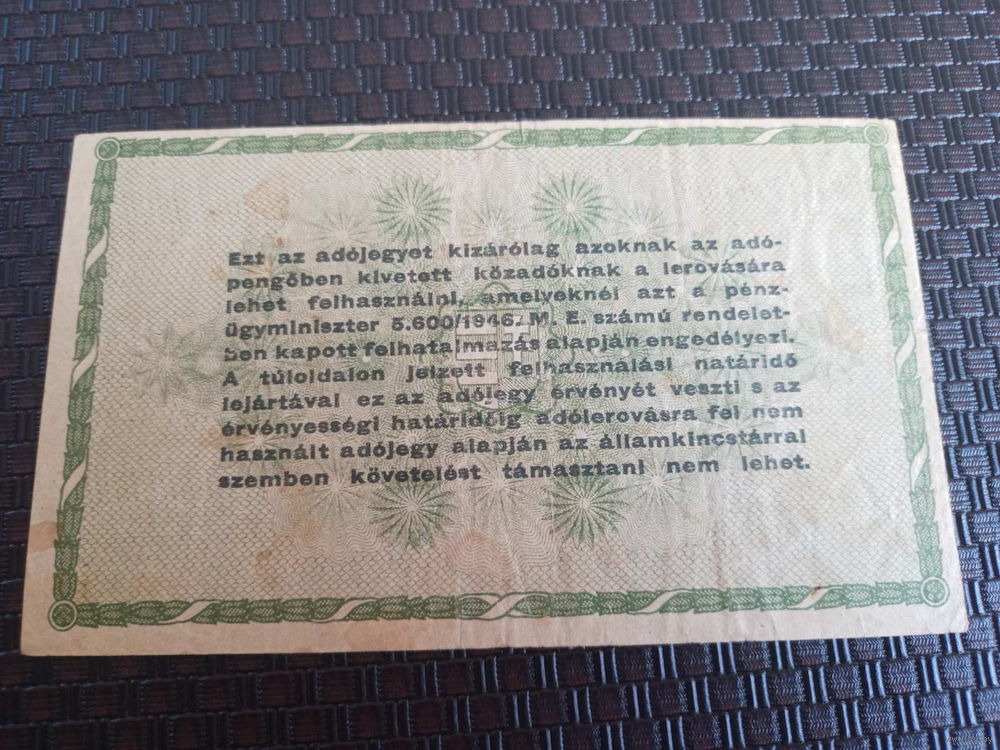 Ezt az adójegyet kizárólag azoknak az adó-
pengőben kivetett közadóknak a lerovására
lehet felhasználni, amelyeknél azt a pénz-
ügyminiszter 5.600/1946. M. E. számú rendelet-
ben kapott felhatalmazás alapján engedélyezi.
A túloldalon jelzett felhasználási határidő
lejártával ez az adójegy érvényét veszti s az
érvényességi határidőig adólerovásra fel nem
használt adójegy alapján az államkincstárral
szemben követelést támasztani nem lehet.